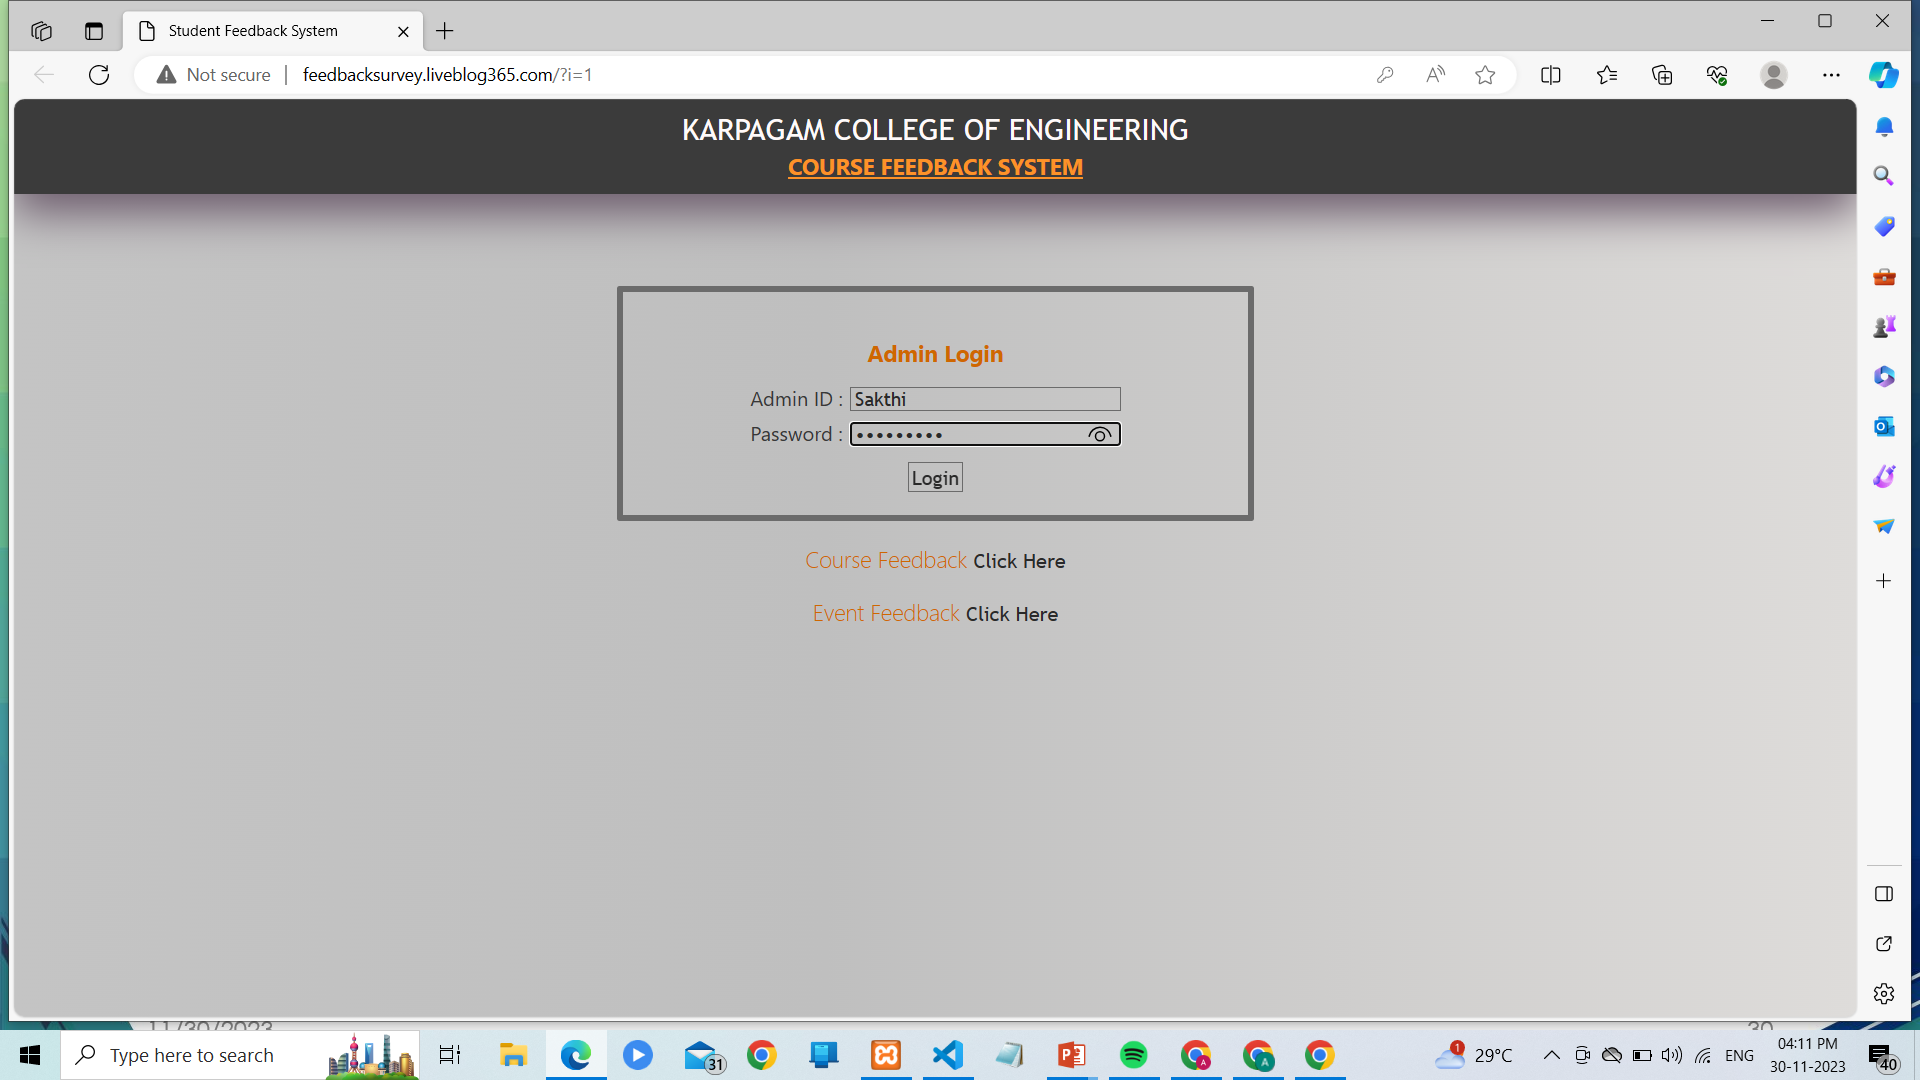 Student Feedback System
Not secure
feedbacksurvey.liveblog365.com/?i=1
KARPAGAM COLLEGE OF ENGINEERING
COURSE FEEDBACK SYSTEM
Admin Login
Admin ID : Sakthi
Password : •••••••••
Login
Course Feedback Click Here
Event Feedback Click Here
11/30/2023
30
Type here to search
31
A
A
1
29°C
ENG
04:11 PM
30-11-2023
40